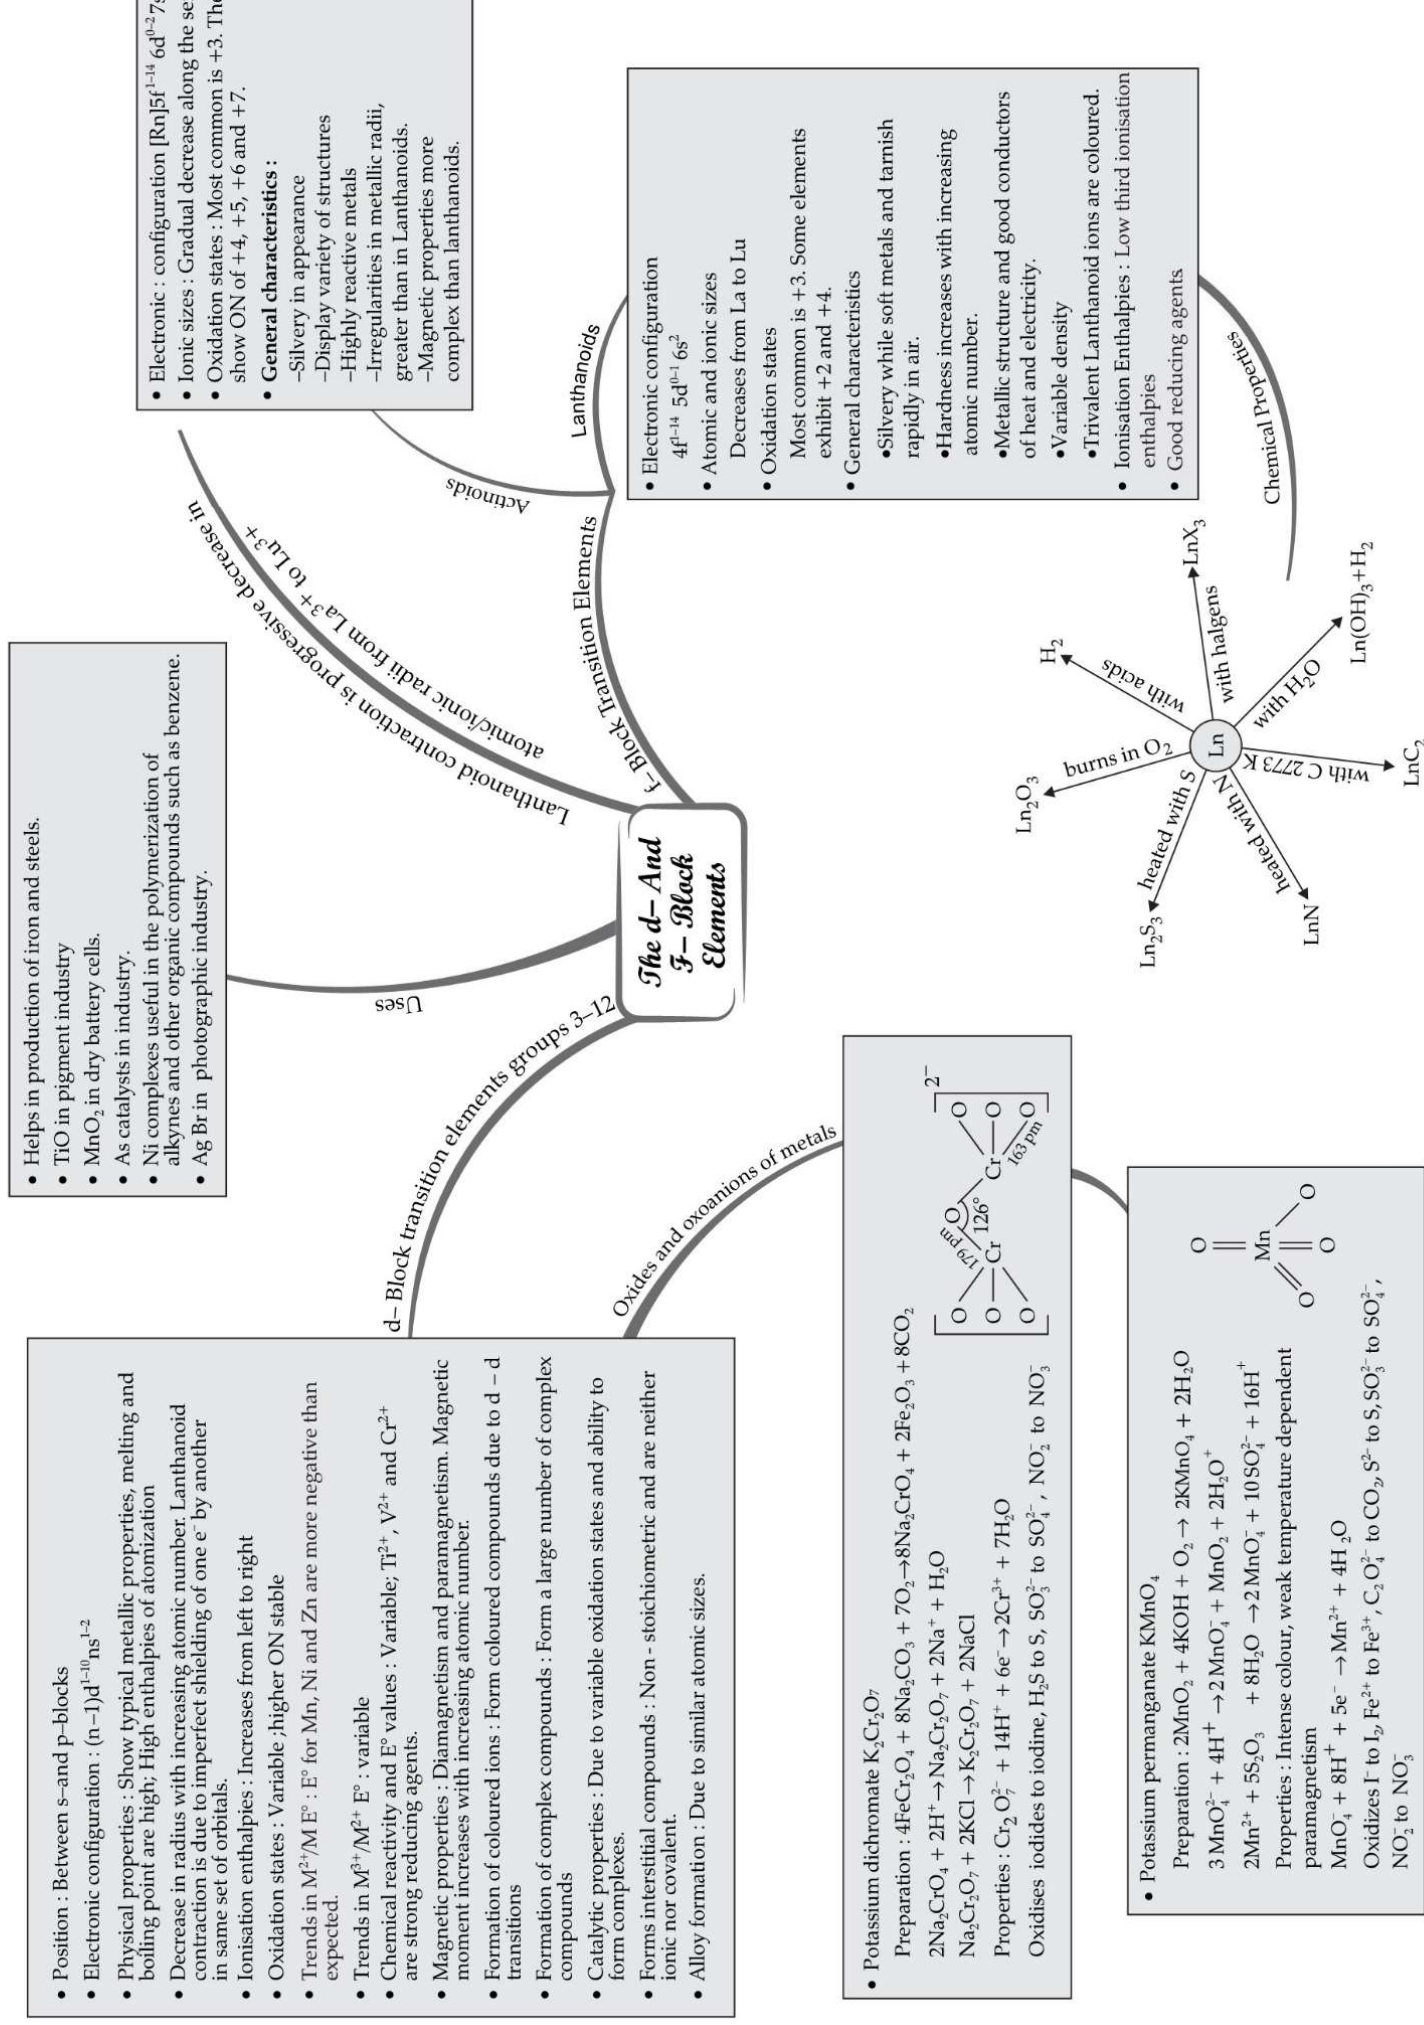 The d– And
F– Block
Elements
d– Block transition elements groups 3–12
• Position : Between s–and p–blocks
• Electronic configuration : (n−1)d¹⁻¹⁰ns¹⁻²
• Physical properties : Show typical metallic properties, melting and
boiling point are high; High enthalpies of atomization
• Decrease in radius with increasing atomic number. Lanthanoid
contraction is due to imperfect shielding of one e⁻ by another
in same set of orbitals.
• Ionisation enthalpies : Increases from left to right
• Oxidation states : Variable ;higher ON stable
• Trends in M²⁺/M E° : E° for Mn, Ni and Zn are more negative than
expected.
• Trends in M³⁺/M²⁺ E° : variable
• Chemical reactivity and E° values : Variable; Ti²⁺, V²⁺ and Cr²⁺
are strong reducing agents.
• Magnetic properties : Diamagnetism and paramagnetism. Magnetic
moment increases with increasing atomic number.
• Formation of coloured ions : Form coloured compounds due to d – d
transitions
• Formation of complex compounds : Form a large number of complex
compounds
• Catalytic properties : Due to variable oxidation states and ability to
form complexes.
• Forms interstitial compounds : Non - stoichiometric and are neither
ionic nor covalent.
• Alloy formation : Due to similar atomic sizes.
Oxides and oxoanions of metals
• Potassium dichromate K₂Cr₂O₇
Preparation : 4FeCr₂O₄ + 8Na₂CO₃ + 7O₂→8Na₂CrO₄ + 2Fe₂O₃ + 8CO₂
2Na₂CrO₄ + 2H⁺→Na₂Cr₂O₇ + 2Na⁺ + H₂O
Na₂Cr₂O₇ + 2KCl →K₂Cr₂O₇ + 2NaCl
Properties : Cr₂O₇²⁻ + 14H⁺ + 6e⁻→2Cr³⁺ + 7H₂O
Oxidises iodides to iodine, H₂S to S, SO₃²⁻ to SO₄²⁻, NO₂⁻ to NO₃⁻
2−
O O
O Cr O Cr O
O O
179 pm
126°
163 pm
• Potassium permanganate KMnO₄
Preparation : 2MnO₂ + 4KOH + O₂ → 2KMnO₄ + 2H₂O
3 MnO₄²⁻ + 4H⁺ →2 MnO₄⁻ + MnO₂ + 2H₂O⁺
2Mn²⁺ + 5S₂O₃ + 8H₂O →2 MnO₄⁻ + 10SO₄²⁻ + 16H⁺
Properties : Intense colour, weak temperature dependent
paramagnetism
MnO₄⁻ + 8H⁺ + 5e⁻ →Mn²⁺ + 4H₂O
Oxidizes I⁻ to I₂, Fe²⁺ to Fe³⁺, C₂O₄²⁻ to CO₂, S²⁻ to S, SO₃²⁻ to SO₄²⁻,
NO₂⁻ to NO₃⁻
O
Mn
O
O
O
Uses
• Helps in production of iron and steels.
• TiO in pigment industry
• MnO₂ in dry battery cells.
• As catalysts in industry.
• Ni complexes useful in the polymerization of
alkynes and other organic compounds such as benzene.
• Ag Br in photographic industry.
Lanthanoid contraction is progressive decrease in
atomic/ionic radii from La³⁺ to Lu³⁺
f– Block Transition Elements
Actinoids
• Electronic : configuration [Rn]5f¹⁻¹⁴ 6d⁰⁻²7s
• Ionic sizes : Gradual decrease along the se
• Oxidation states : Most common is +3. The
show ON of +4, +5, +6 and +7.
• General characteristics :
–Silvery in appearance
–Display variety of structures
–Highly reactive metals
–Irregularities in metallic radii,
greater than in Lanthanoids.
–Magnetic properties more
complex than lanthanoids.
Lanthanoids
• Electronic configuration
4f¹⁻¹⁴ 5d⁰⁻¹ 6s²
• Atomic and ionic sizes
Decreases from La to Lu
• Oxidation states
Most common is +3. Some elements
exhibit +2 and +4.
• General characteristics
•Silvery while soft metals and tarnish
rapidly in air.
•Hardness increases with increasing
atomic number.
•Metallic structure and good conductors
of heat and electricity.
•Variable density
•Trivalent Lanthanoid ions are coloured.
• Ionisation Enthalpies : Low third ionisation
enthalpies
• Good reducing agents
Chemical Properties
Ln
burns in O₂
Ln₂O₃
with acids
H₂
with halgens
LnX₃
with H₂O
Ln(OH)₃+H₂
with C 2773 K
LnC₂
heated with N
LnN
heated with S
Ln₂S₃